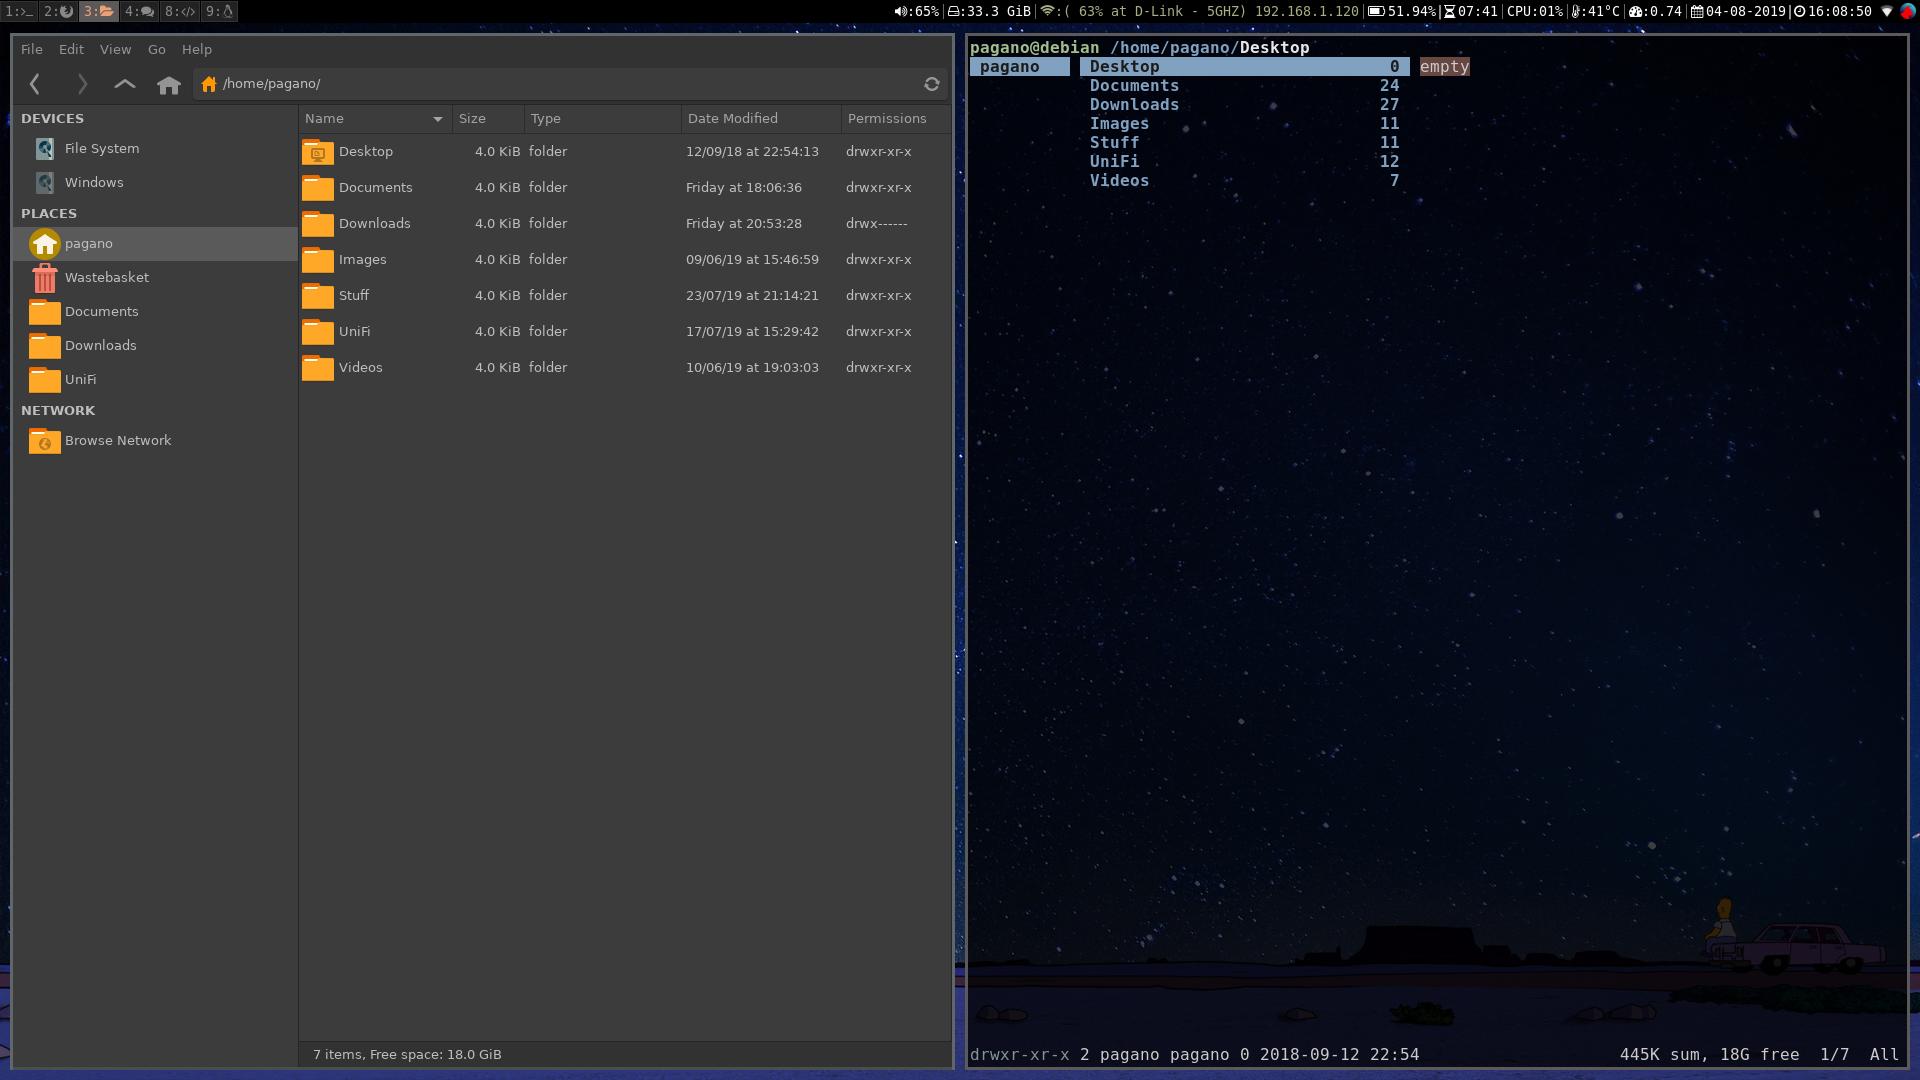 1:>_ 2: 3: 4: 8:</> 9: :65%|:33.3 GiB|:( 63% at D-Link - 5GHZ) 192.168.1.120|51.94%|07:41|CPU:01%|:41°C|:0.74|04-08-2019|16:08:50
File Edit View Go Help
/home/pagano/
DEVICES
File System
Windows
PLACES
pagano
Wastebasket
Documents
Downloads
UniFi
NETWORK
Browse Network
Name Size Type Date Modified Permissions
Desktop 4.0 KiB folder 12/09/18 at 22:54:13 drwxr-xr-x
Documents 4.0 KiB folder Friday at 18:06:36 drwxr-xr-x
Downloads 4.0 KiB folder Friday at 20:53:28 drwx------
Images 4.0 KiB folder 09/06/19 at 15:46:59 drwxr-xr-x
Stuff 4.0 KiB folder 23/07/19 at 21:14:21 drwxr-xr-x
UniFi 4.0 KiB folder 17/07/19 at 15:29:42 drwxr-xr-x
Videos 4.0 KiB folder 10/06/19 at 19:03:03 drwxr-xr-x
7 items, Free space: 18.0 GiB
pagano@debian /home/pagano/Desktop
pagano Desktop 0 empty
Documents 24
Downloads 27
Images 11
Stuff 11
UniFi 12
Videos 7
drwxr-xr-x 2 pagano pagano 0 2018-09-12 22:54 445K sum, 18G free 1/7 All